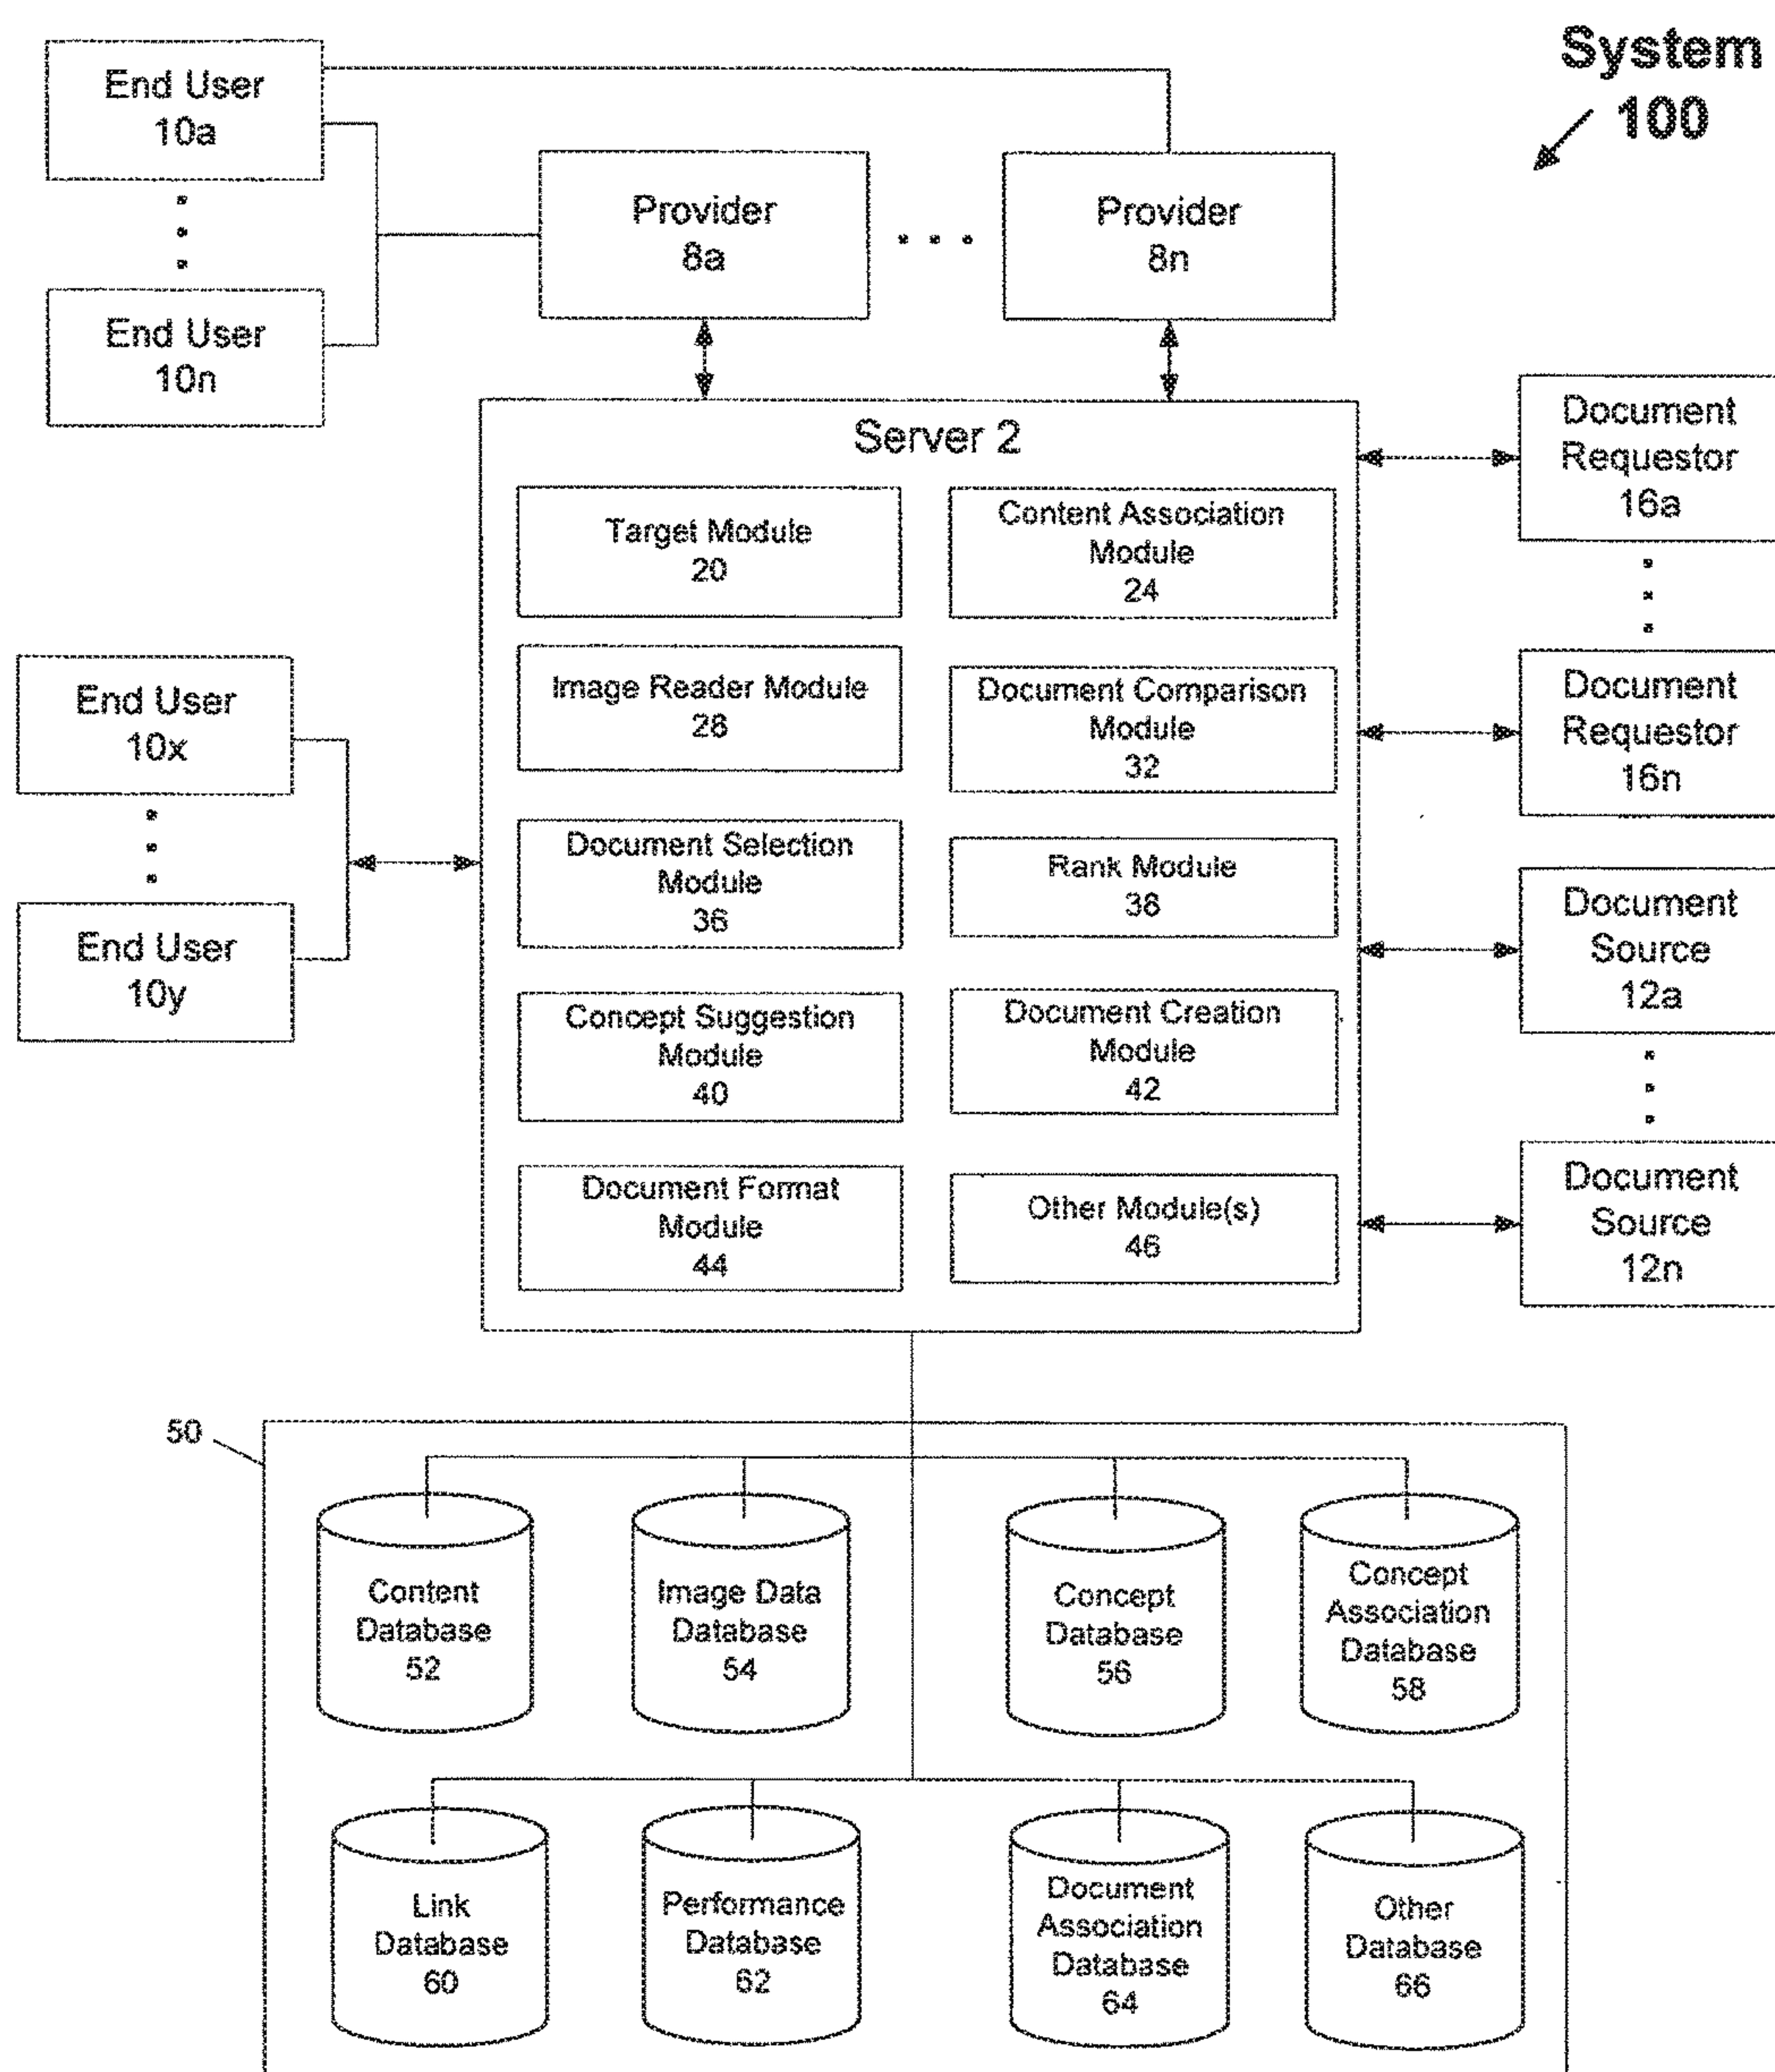 System
100
End User
10a
End User
10n
Provider
8a
Provider
8n
Server 2
Target Module
20
Content Association
Module
24
Image Reader Module
28
Document Comparison
Module
32
Document Selection
Module
36
Rank Module
38
Concept Suggestion
Module
40
Document Creation
Module
42
Document Format
Module
44
Other Module(s)
46
End User
10x
End User
10y
Document
Requestor
16a
Document
Requestor
16n
Document
Source
12a
Document
Source
12n
50
Content
Database
52
Image Data
Database
54
Concept
Database
56
Concept
Association
Database
58
Link
Database
60
Performance
Database
62
Document
Association
Database
64
Other
Database
66